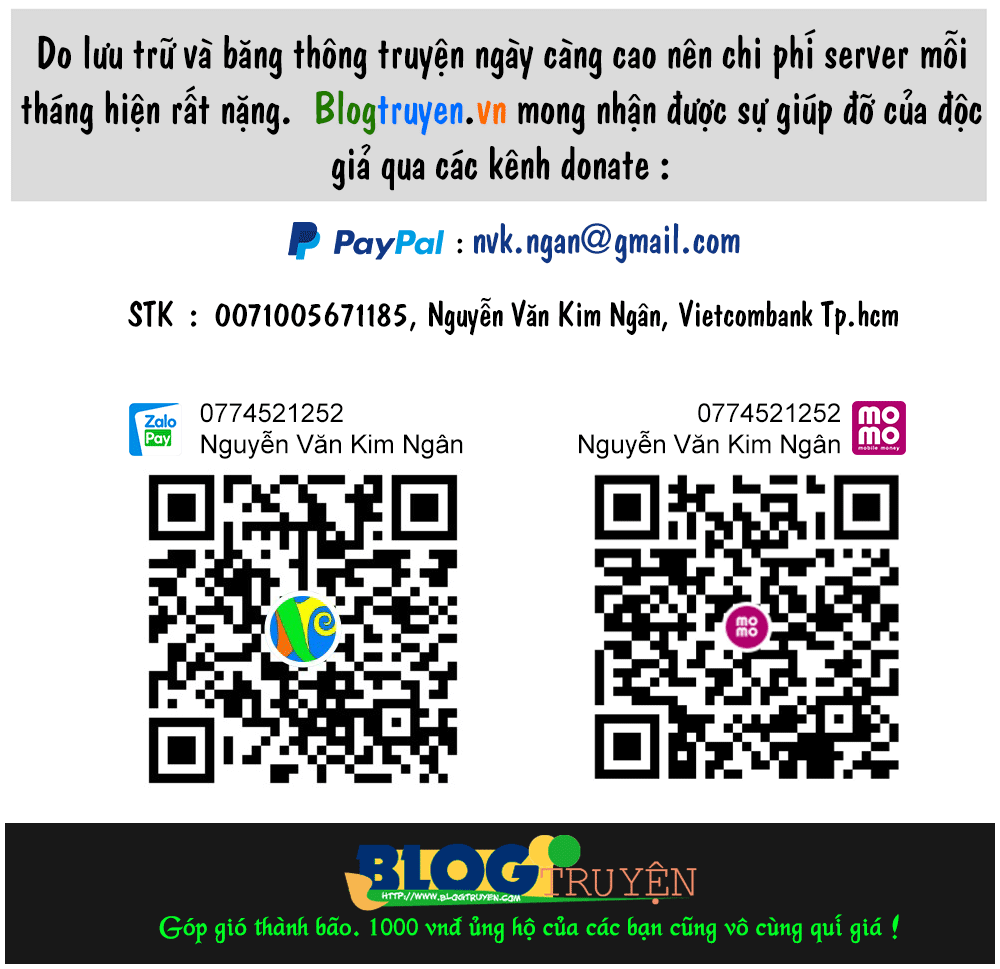 Do lưu trữ và băng thông truyện ngày càng cao nên chi phí server mỗi
tháng hiện rất nặng. Blogtruyen.vn mong nhận được sự giúp đỡ của độc
giả qua các kênh donate :
PayPal : nvk.ngan@gmail.com
STK : 0071005671185, Nguyễn Văn Kim Ngân, Vietcombank Tp.hcm
Zalo Pay
0774521252
Nguyễn Văn Kim Ngân
0774521252
Nguyễn Văn Kim Ngân
mo mo
mobile money
mo mo
BLOG TRUYỆN
HTTP://WWW.BLOGTRUYEN.COM
Góp gió thành bão. 1000 vnđ ủng hộ của các bạn cũng vô cùng quí giá !